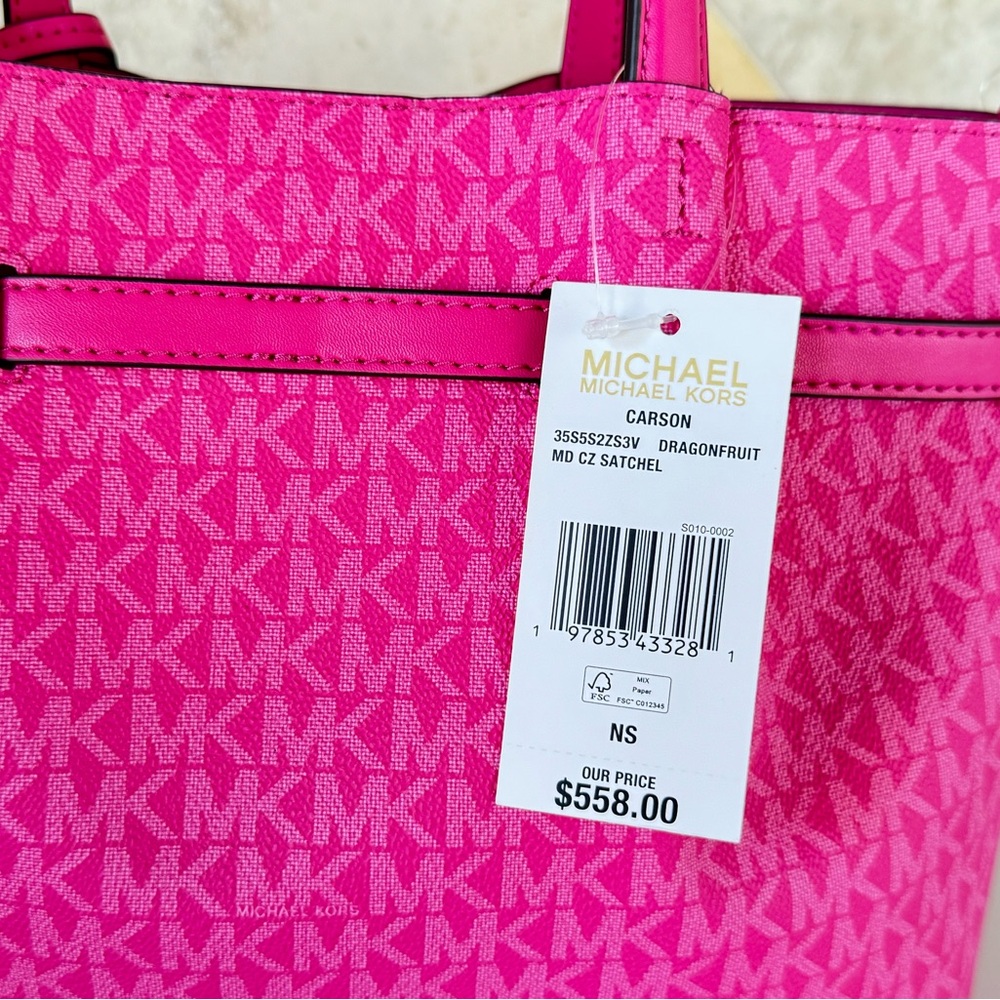 MICHAEL
MICHAEL KORS
CARSON
35S5S2ZS3V DRAGONFRUIT
MD CZ SATCHEL
S010-0002
1 97853 43328 1
FSC
MIX
Paper
FSC™ C012345
NS
OUR PRICE
$558.00
MICHAEL KORS